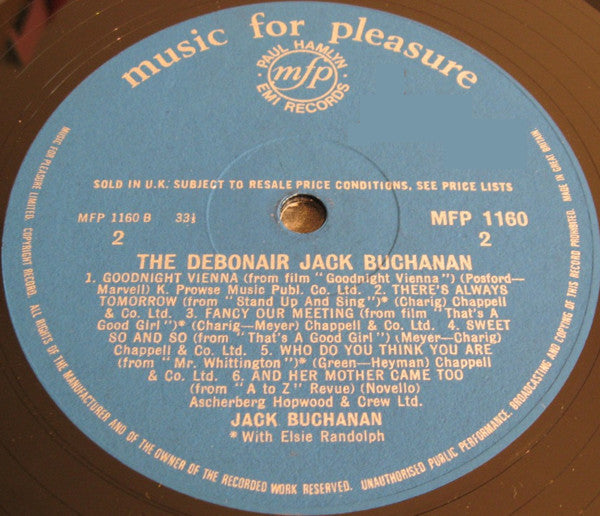 music for pleasure
PAUL HAMLYN
mfp
EMI RECORDS
SOLD IN U.K. SUBJECT TO RESALE PRICE CONDITIONS, SEE PRICE LISTS
MFP 1160 B 33⅓
2
MFP 1160
2
THE DEBONAIR JACK BUCHANAN
1. GOODNIGHT VIENNA (from film "Goodnight Vienna") (Posford—
Marvell) K. Prowse Music Publ. Co. Ltd. 2. THERE'S ALWAYS
TOMORROW (from "Stand Up And Sing")* (Charig) Chappell
& Co. Ltd. 3. FANCY OUR MEETING (from film "That's A
Good Girl")* (Charig—Meyer) Chappell & Co. Ltd. 4. SWEET
SO AND SO (from "That's A Good Girl") (Meyer—Charig)
Chappell & Co. Ltd. 5. WHO DO YOU THINK YOU ARE
(from "Mr. Whittington")* (Green—Heyman) Chappell
& Co. Ltd. 6. AND HER MOTHER CAME TOO
(from "A to Z" Revue) (Novello)
Ascherberg Hopwood & Crew Ltd.
JACK BUCHANAN
*With Elsie Randolph
MUSIC FOR PLEASURE LIMITED. COPYRIGHT RECORD. ALL RIGHTS OF THE MANUFACTURER AND OF THE OWNER OF THE RECORDED WORK RESERVED. UNAUTHORISED PUBLIC PERFORMANCE, BROADCASTING AND COPYING OF THIS RECORD PROHIBITED. MADE IN GREAT BRITAIN.